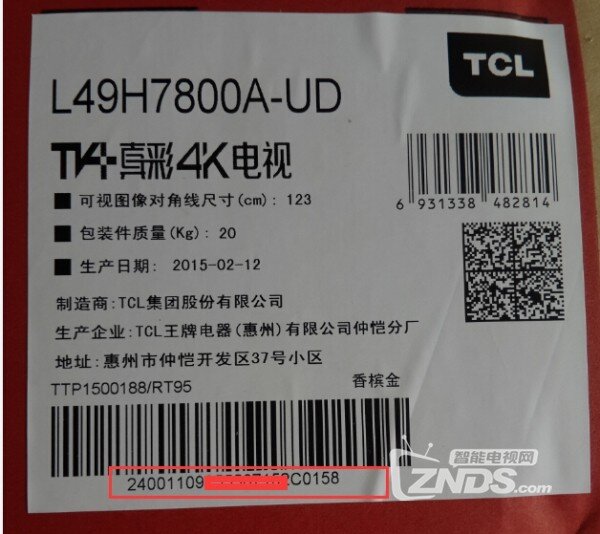 TCL
L49H7800A-UD
TV+真彩4K电视
■ 可视图像对角线尺寸(cm): 123
■ 包装件质量(Kg): 20
■ 生产日期: 2015-02-12
6 931338 482814
制造商:TCL集团股份有限公司
生产企业:TCL王牌电器(惠州)有限公司仲恺分厂
地址:惠州市仲恺开发区37号小区
TTP1500188/RT95 香槟金
24001109 C0158
智能电视网
ZNDS.com